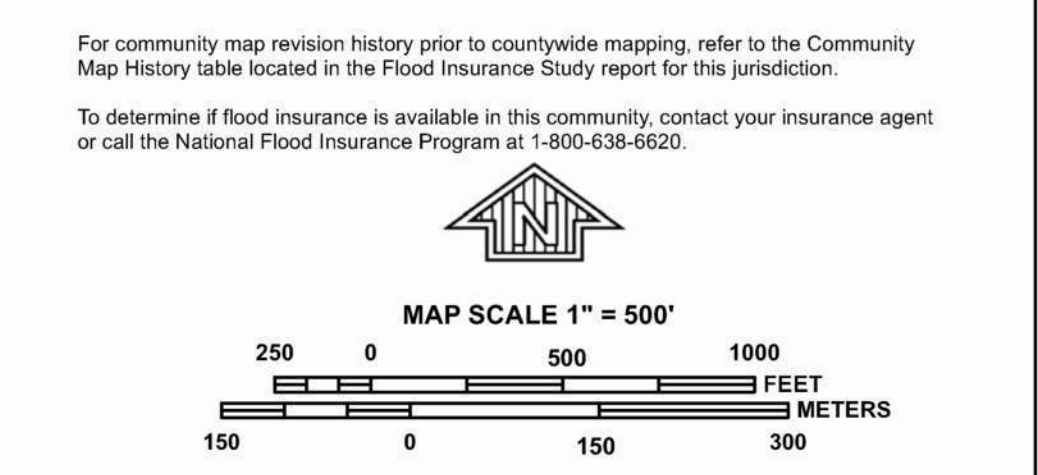 For community map revision history prior to countywide mapping, refer to the Community
Map History table located in the Flood Insurance Study report for this jurisdiction.
To determine if flood insurance is available in this community, contact your insurance agent
or call the National Flood Insurance Program at 1-800-638-6620.
N
MAP SCALE 1" = 500'
250 0 500 1000
FEET
METERS
150 0 150 300